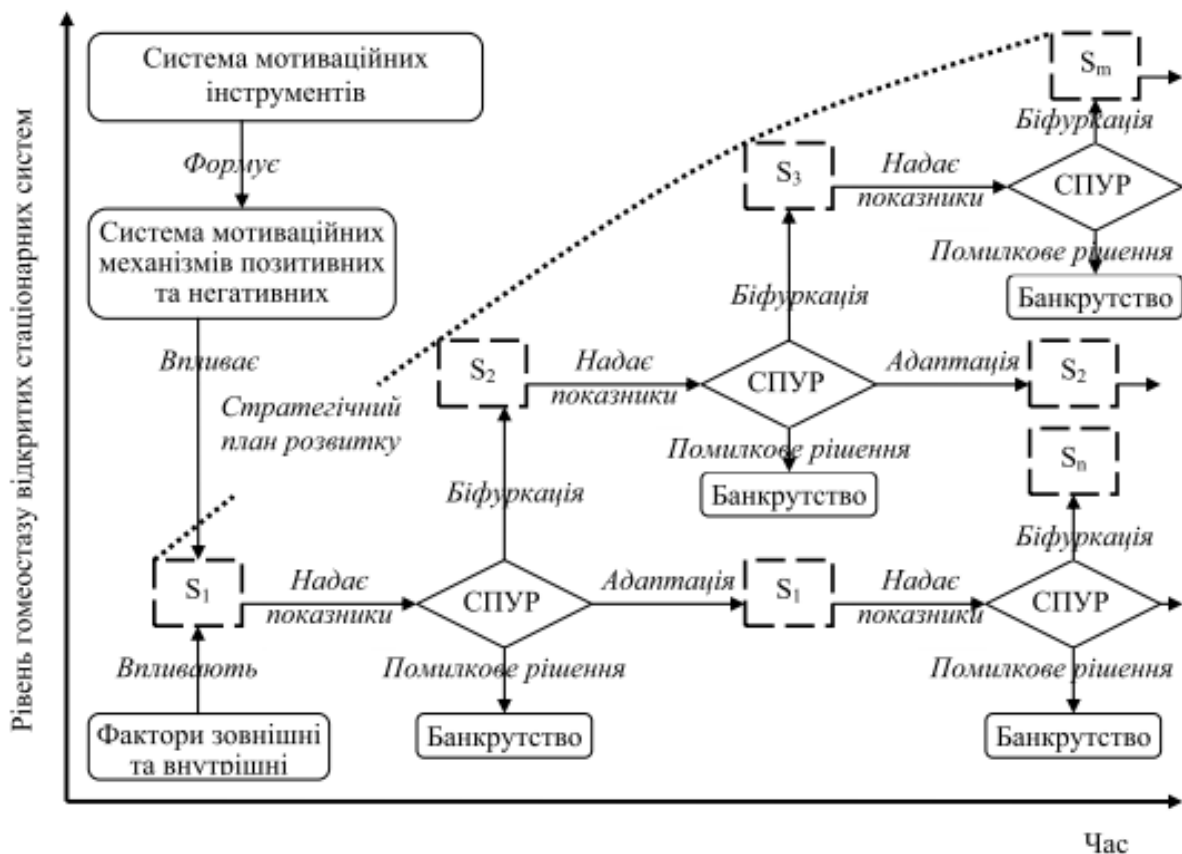 Рівень гомеостазу відкритих стаціонарних систем
Система мотиваційних
інструментів
Формує
Система мотиваційних
механізмів позитивних
та негативних
Впливає
Стратегічний
план розвитку
S₁
Впливають
Фактори зовнішні
та внутрішні
Надає
показники
СПУР
Біфуркація
Адаптація
Помилкове рішення
Банкрутство
S₂
Надає
показники
СПУР
Біфуркація
Адаптація
S₂
Помилкове рішення
Банкрутство
S₃
Надає
показники
СПУР
Біфуркація
Sₘ
Помилкове рішення
Банкрутство
S₁
Надає
показники
СПУР
Біфуркація
Sₙ
Помилкове рішення
Банкрутство
Час